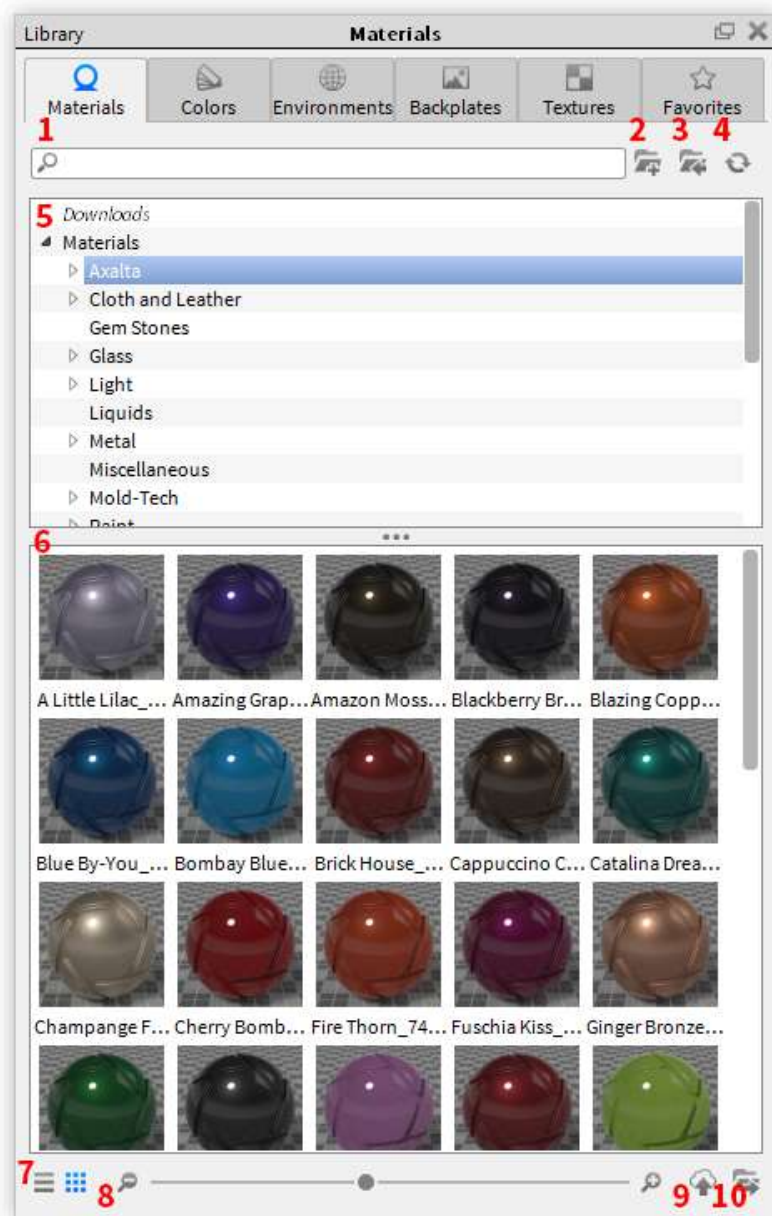 Library Materials
Materials Colors Environments Backplates Textures Favorites
1 2 3 4
5 Downloads
Materials
Axalta
Cloth and Leather
Gem Stones
Glass
Light
Liquids
Metal
Miscellaneous
Mold-Tech
Paint
6
A Little Lilac_... Amazing Grap... Amazon Moss... Blackberry Br... Blazing Copp...
Blue By-You_... Bombay Blue... Brick House_... Cappuccino C... Catalina Drea...
Champange F... Cherry Bomb... Fire Thorn_74... Fuschia Kiss_... Ginger Bronze...
7 8 9 10